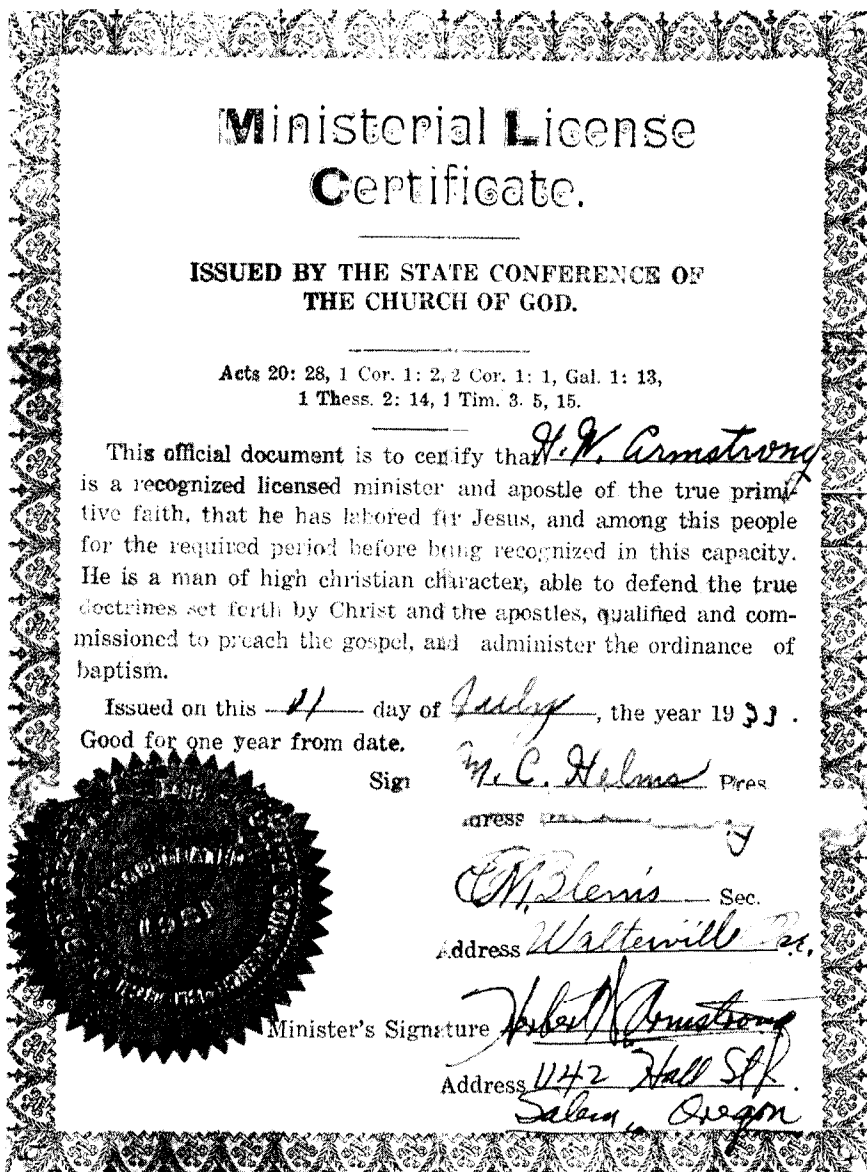 Ministerial License
Certificate.
ISSUED BY THE STATE CONFERENCE OF
THE CHURCH OF GOD.
Acts 20: 28, 1 Cor. 1: 2, 2 Cor. 1: 1, Gal. 1: 13,
1 Thess. 2: 14, 1 Tim. 3. 5, 15.
This official document is to certify that H. W. Armstrong
is a recognized licensed minister and apostle of the true primi-
tive faith, that he has labored for Jesus, and among this people
for the required period before being recognized in this capacity.
He is a man of high christian character, able to defend the true
doctrines set forth by Christ and the apostles, qualified and com-
missioned to preach the gospel, and administer the ordinance of
baptism.
Issued on this day of July, the year 1933.
Good for one year from date.
Sign M. C. Helms Pres
dress
Sec.
Address Walterville Ore.
Minister's Signature Herbert W Armstrong
Address 1142 Hall St.
Salem, Oregon